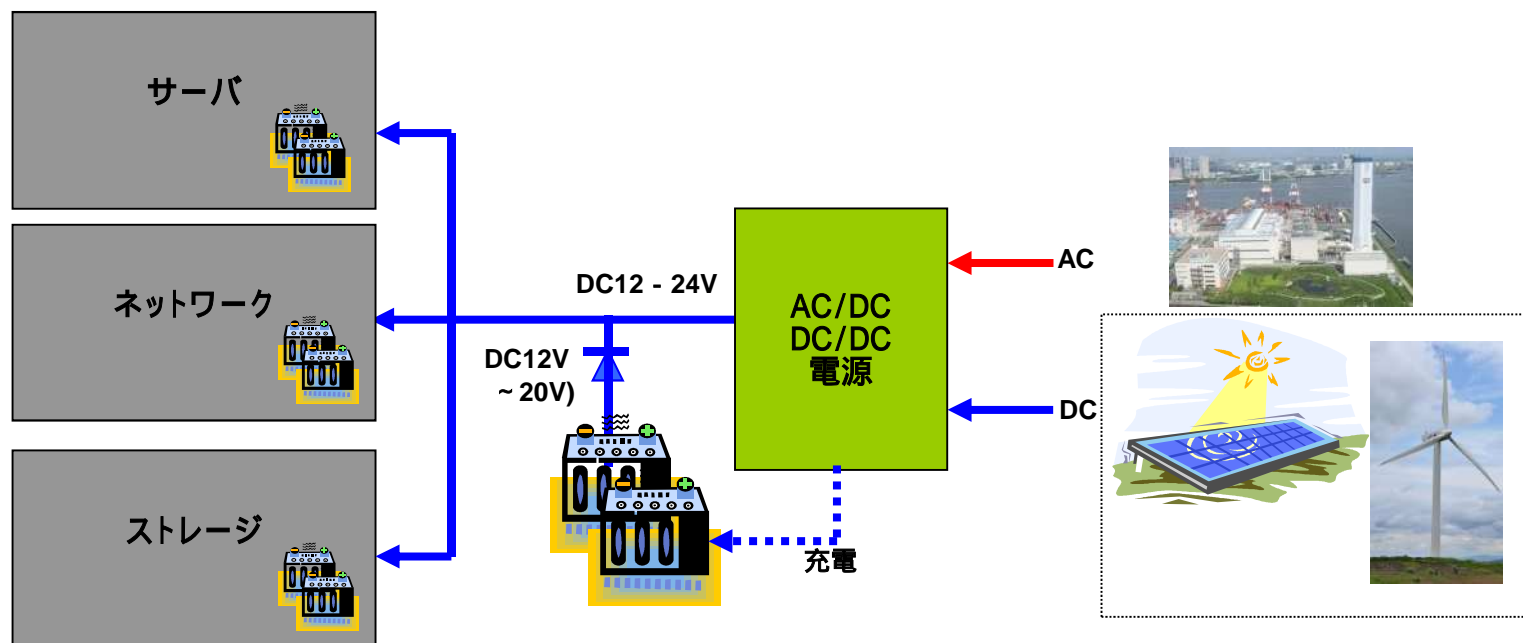 サーバ
ネットワーク
ストレージ
DC12 - 24V
DC12V
~ 20V)
AC/DC
DC/DC
電源
充電
AC
DC